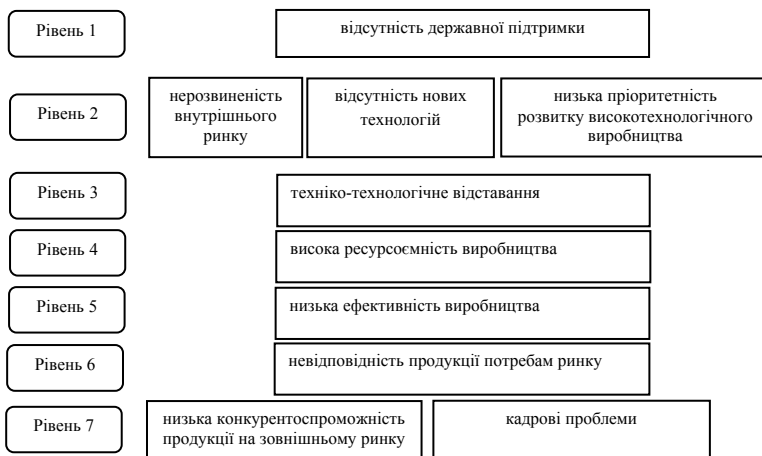 Рівень 1
відсутність державної підтримки
Рівень 2
нерозвиненість
внутрішнього
ринку
відсутність нових
технологій
низька пріоритетність
розвитку високотехнологічного
виробництва
Рівень 3
техніко-технологічне відставання
Рівень 4
висока ресурсоємність виробництва
Рівень 5
низька ефективність виробництва
Рівень 6
невідповідність продукції потребам ринку
Рівень 7
низька конкурентоспроможність
продукції на зовнішньому ринку
кадрові проблеми